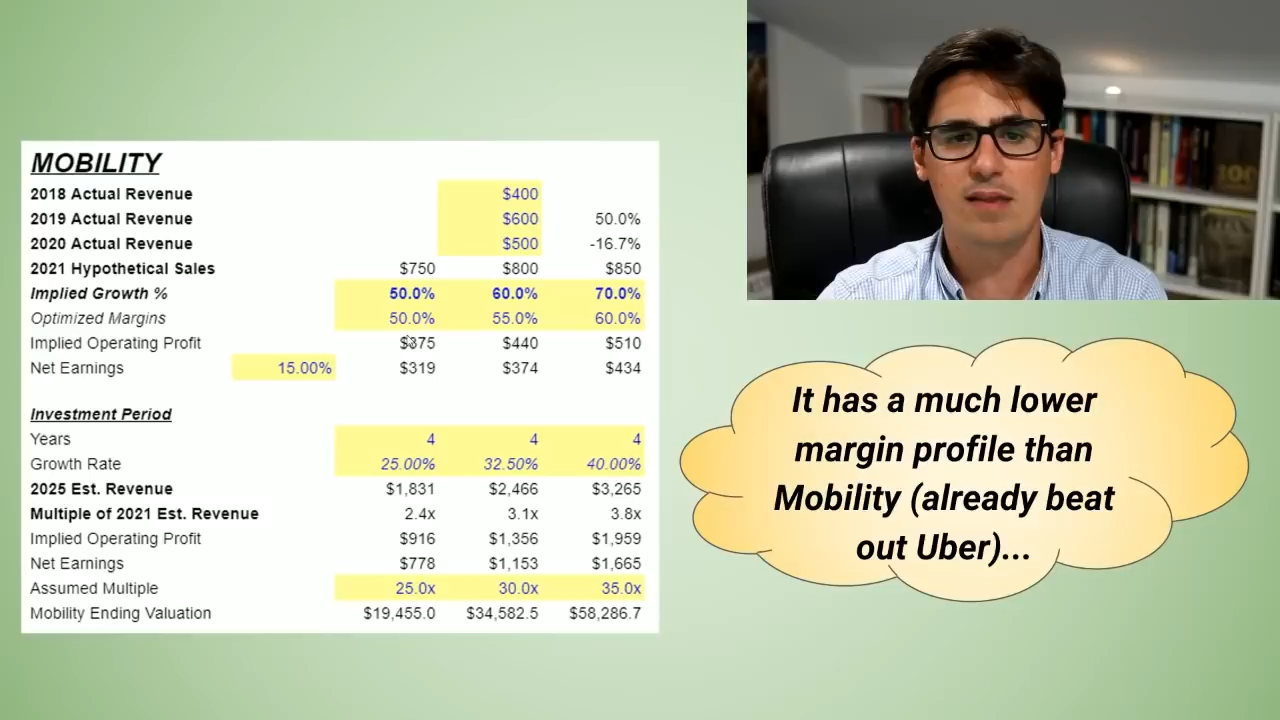 MOBILITY
2018 Actual Revenue $400
2019 Actual Revenue $600 50.0%
2020 Actual Revenue $500 -16.7%
2021 Hypothetical Sales $750 $800 $850
Implied Growth % 50.0% 60.0% 70.0%
Optimized Margins 50.0% 55.0% 60.0%
Implied Operating Profit $375 $440 $510
Net Earnings 15.00% $319 $374 $434
Investment Period
Years 4 4 4
Growth Rate 25.00% 32.50% 40.00%
2025 Est. Revenue $1,831 $2,466 $3,265
Multiple of 2021 Est. Revenue 2.4x 3.1x 3.8x
Implied Operating Profit $916 $1,356 $1,959
Net Earnings $778 $1,153 $1,665
Assumed Multiple 25.0x 30.0x 35.0x
Mobility Ending Valuation $19,455.0 $34,582.5 $58,286.7
It has a much lower
margin profile than
Mobility (already beat
out Uber)...